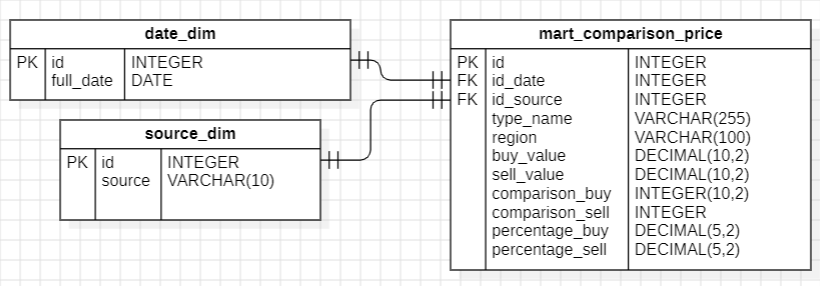 date_dim
PK id INTEGER
full_date DATE
source_dim
PK id INTEGER
source VARCHAR(10)
mart_comparison_price
PK id INTEGER
FK id_date INTEGER
FK id_source INTEGER
type_name VARCHAR(255)
region VARCHAR(100)
buy_value DECIMAL(10,2)
sell_value DECIMAL(10,2)
comparison_buy INTEGER(10,2)
comparison_sell INTEGER
percentage_buy DECIMAL(5,2)
percentage_sell DECIMAL(5,2)